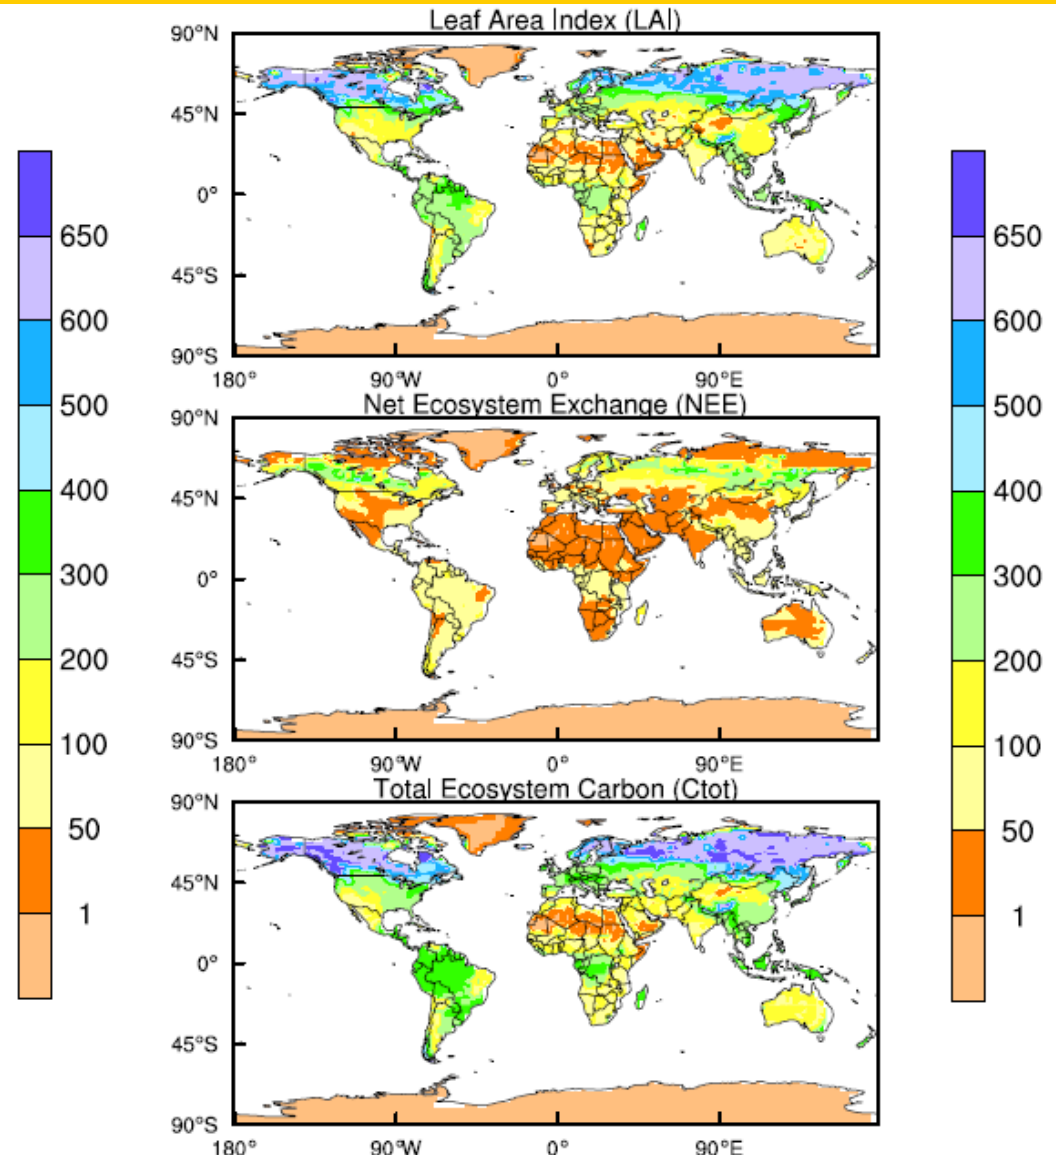 Leaf Area Index (LAI)
90°N
45°N
0°
45°S
90°S
180°
90°W
0°
90°E
Net Ecosystem Exchange (NEE)
90°N
45°N
0°
45°S
90°S
180°
90°W
0°
90°E
Total Ecosystem Carbon (Ctot)
90°N
45°N
0°
45°S
90°S
180°
90°W
0°
90°E
650
600
500
400
300
200
100
50
1
650
600
500
400
300
200
100
50
1